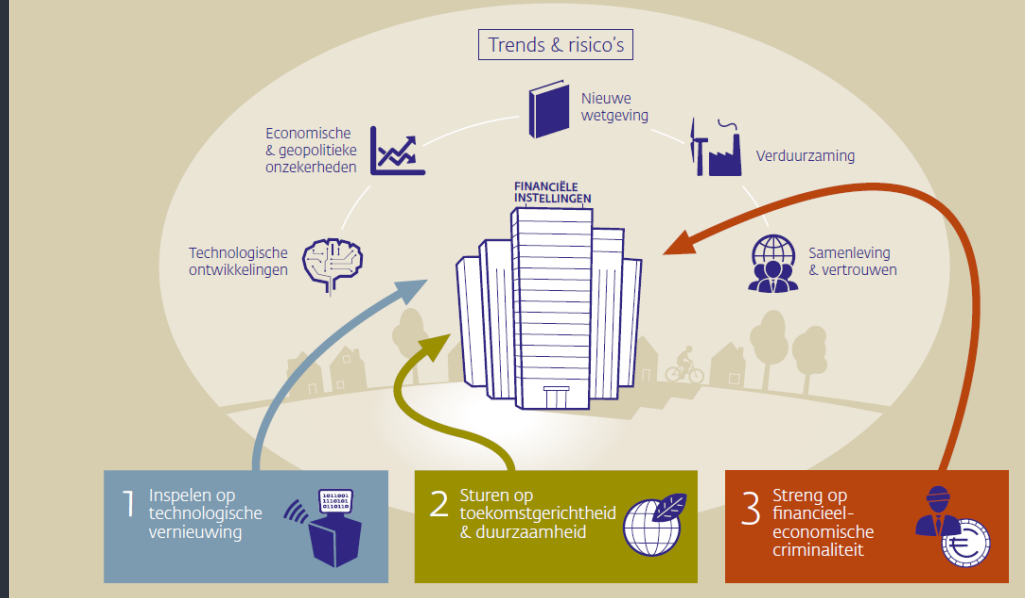 Trends & risico's
Nieuwe
wetgeving
Economische
& geopolitieke
onzekerheden
Verduurzaming
FINANCIËLE
INSTELLINGEN
Technologische
ontwikkelingen
Samenleving
& vertrouwen
1 Inspelen op
technologische
vernieuwing
1011001
1110101
0110110
2 Sturen op
toekomstgerichtheid
& duurzaamheid
3 Streng op
financieel-
economische
criminaliteit
€